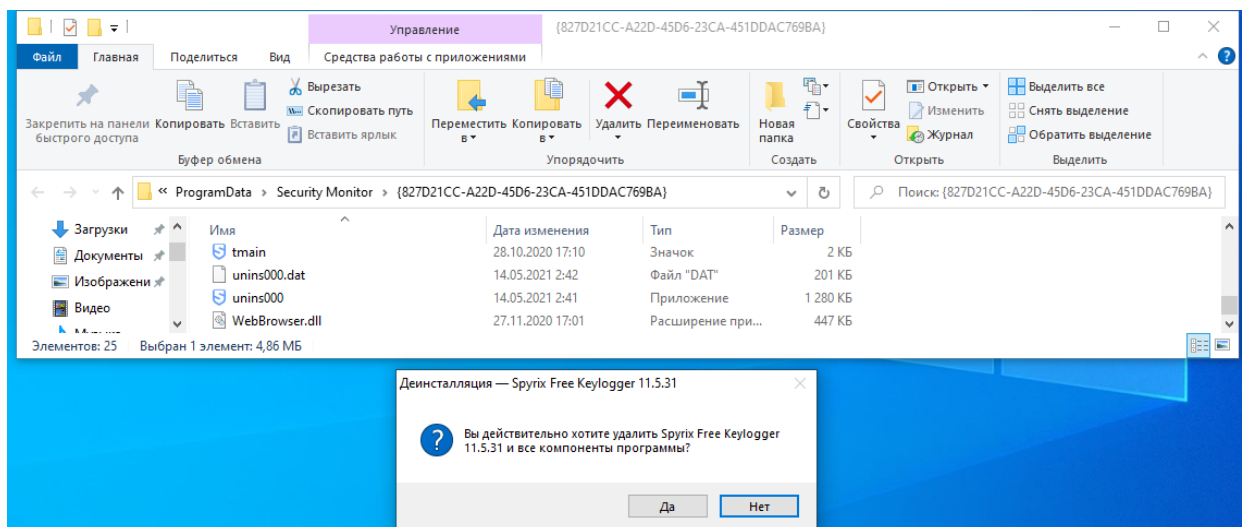 Управление
{827D21CC-A22D-45D6-23CA-451DDAC769BA}
Файл Главная Поделиться Вид Средства работы с приложениями
Закрепить на панели быстрого доступа
Копировать
Вставить
Вырезать
Скопировать путь
Вставить ярлык
Буфер обмена
Переместить в
Копировать в
Удалить
Переименовать
Упорядочить
Новая папка
Создать
Свойства
Открыть
Изменить
Журнал
Открыть
Выделить все
Снять выделение
Обратить выделение
Выделить
« ProgramData > Security Monitor > {827D21CC-A22D-45D6-23CA-451DDAC769BA}
Поиск: {827D21CC-A22D-45D6-23CA-451DDAC769BA}
Загрузки
Документы
Изображени
Видео
Имя Дата изменения Тип Размер
tmain 28.10.2020 17:10 Значок 2 КБ
unins000.dat 14.05.2021 2:42 Файл "DAT" 201 КБ
unins000 14.05.2021 2:41 Приложение 1 280 КБ
WebBrowser.dll 27.11.2020 17:01 Расширение при... 447 КБ
Элементов: 25 Выбран 1 элемент: 4,86 МБ
Деинсталляция — Spyrix Free Keylogger 11.5.31
Вы действительно хотите удалить Spyrix Free Keylogger
11.5.31 и все компоненты программы?
Да Нет